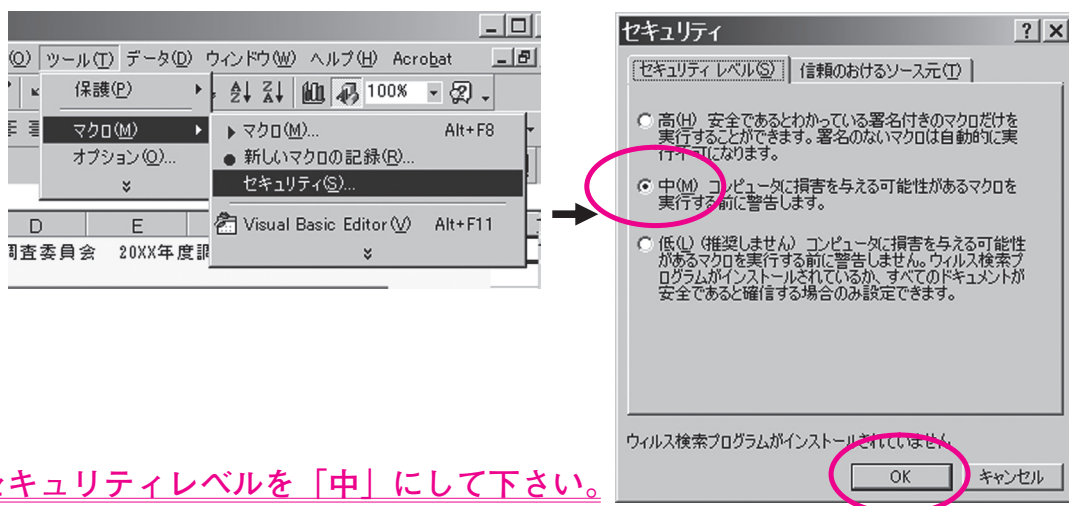 (O) ツール(T) データ(D) ウィンドウ(W) ヘルプ(H) Acrobat
保護(P)
100%
マクロ(M)
オプション(O)...
マクロ(M)... Alt+F8
新しいマクロの記録(R)...
セキュリティ(S)...
Visual Basic Editor(V) Alt+F11
D E
調査委員会 20XX年度調
セキュリティ
セキュリティ レベル(S) 信頼のおけるソース元(T)
高(H) 安全であるとわかっている署名付きのマクロだけを
実行することができます。署名のないマクロは自動的に実
行不可になります。
中(M) コンピュータに損害を与える可能性があるマクロを
実行する前に警告します。
低(L) (推奨しません) コンピュータに損害を与える可能性
があるマクロを実行する前に警告しません。ウィルス検索プ
ログラムがインストールされているか、すべてのドキュメントが
安全であると確信する場合のみ設定できます。
ウィルス検索プログラムがインストールされていません
OK キャンセル
セキュリティレベルを「中」にして下さい。